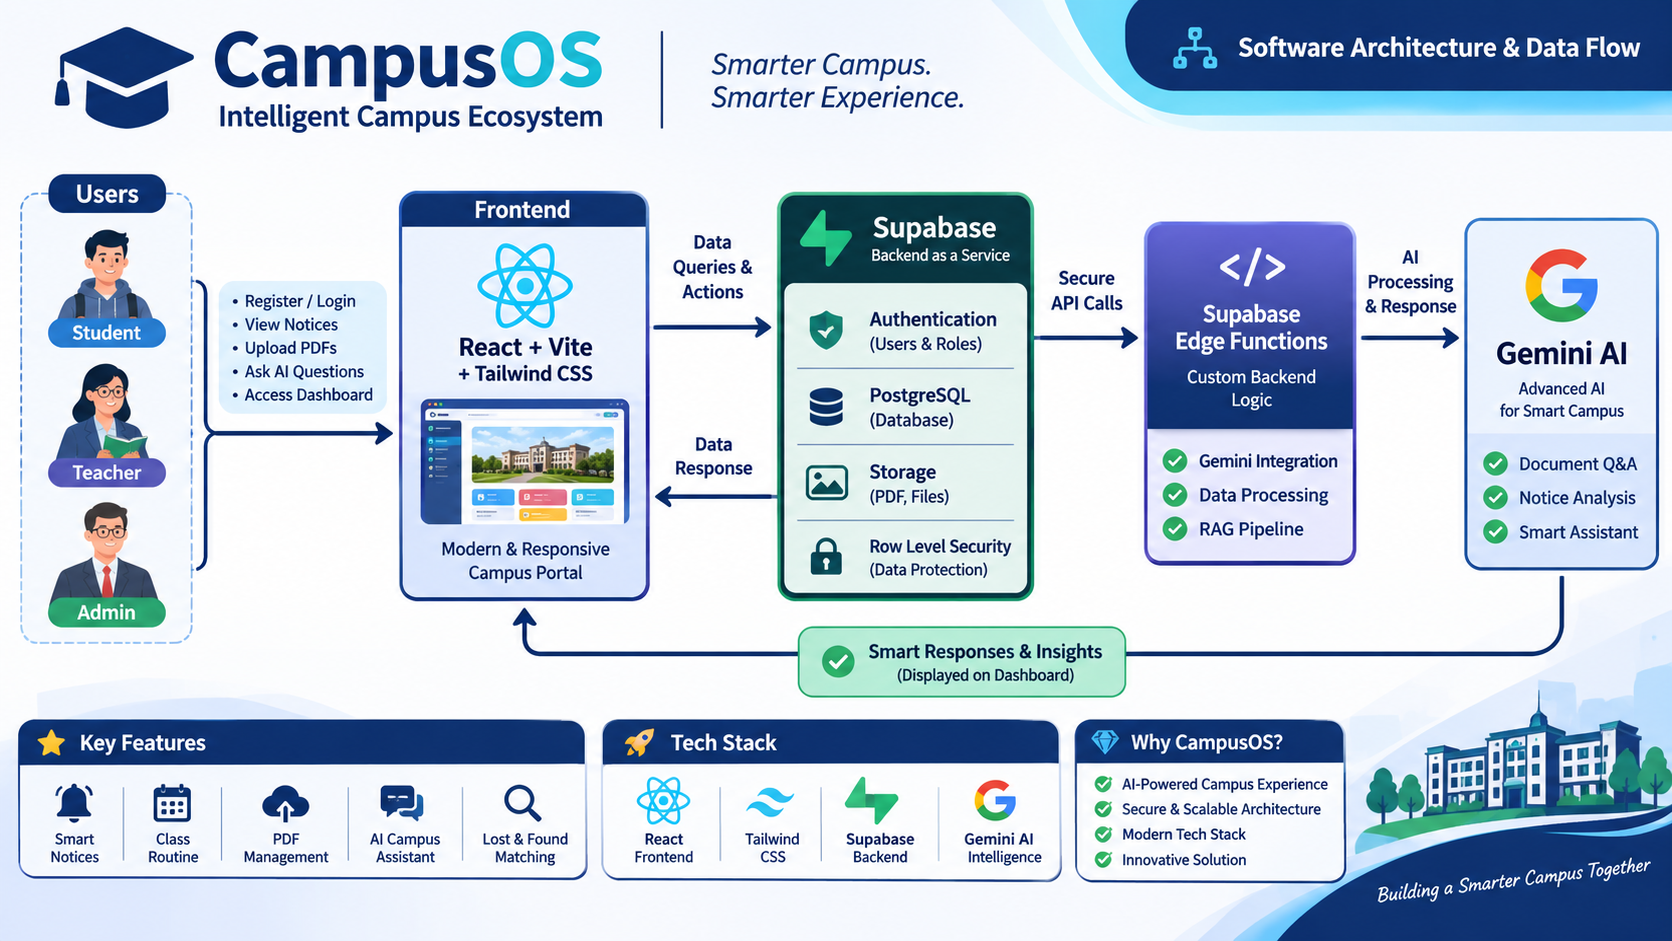 CampusOS
Intelligent Campus Ecosystem
Smarter Campus.
Smarter Experience.
Software Architecture & Data Flow
Users
Student
Teacher
Admin
• Register / Login
• View Notices
• Upload PDFs
• Ask AI Questions
• Access Dashboard
Frontend
React + Vite
+ Tailwind CSS
Modern & Responsive
Campus Portal
Data
Queries &
Actions
Data
Response
Supabase
Backend as a Service
Authentication
(Users & Roles)
PostgreSQL
(Database)
Storage
(PDF, Files)
Row Level Security
(Data Protection)
Secure
API Calls
</>
Supabase
Edge Functions
Custom Backend
Logic
Gemini Integration
Data Processing
RAG Pipeline
AI
Processing
& Response
Gemini AI
Advanced AI
for Smart Campus
Document Q&A
Notice Analysis
Smart Assistant
Smart Responses & Insights
(Displayed on Dashboard)
Key Features
Smart
Notices
Class
Routine
PDF
Management
AI Campus
Assistant
Lost & Found
Matching
Tech Stack
React
Frontend
Tailwind
CSS
Supabase
Backend
Gemini AI
Intelligence
Why CampusOS?
AI-Powered Campus Experience
Secure & Scalable Architecture
Modern Tech Stack
Innovative Solution
Building a Smarter Campus Together